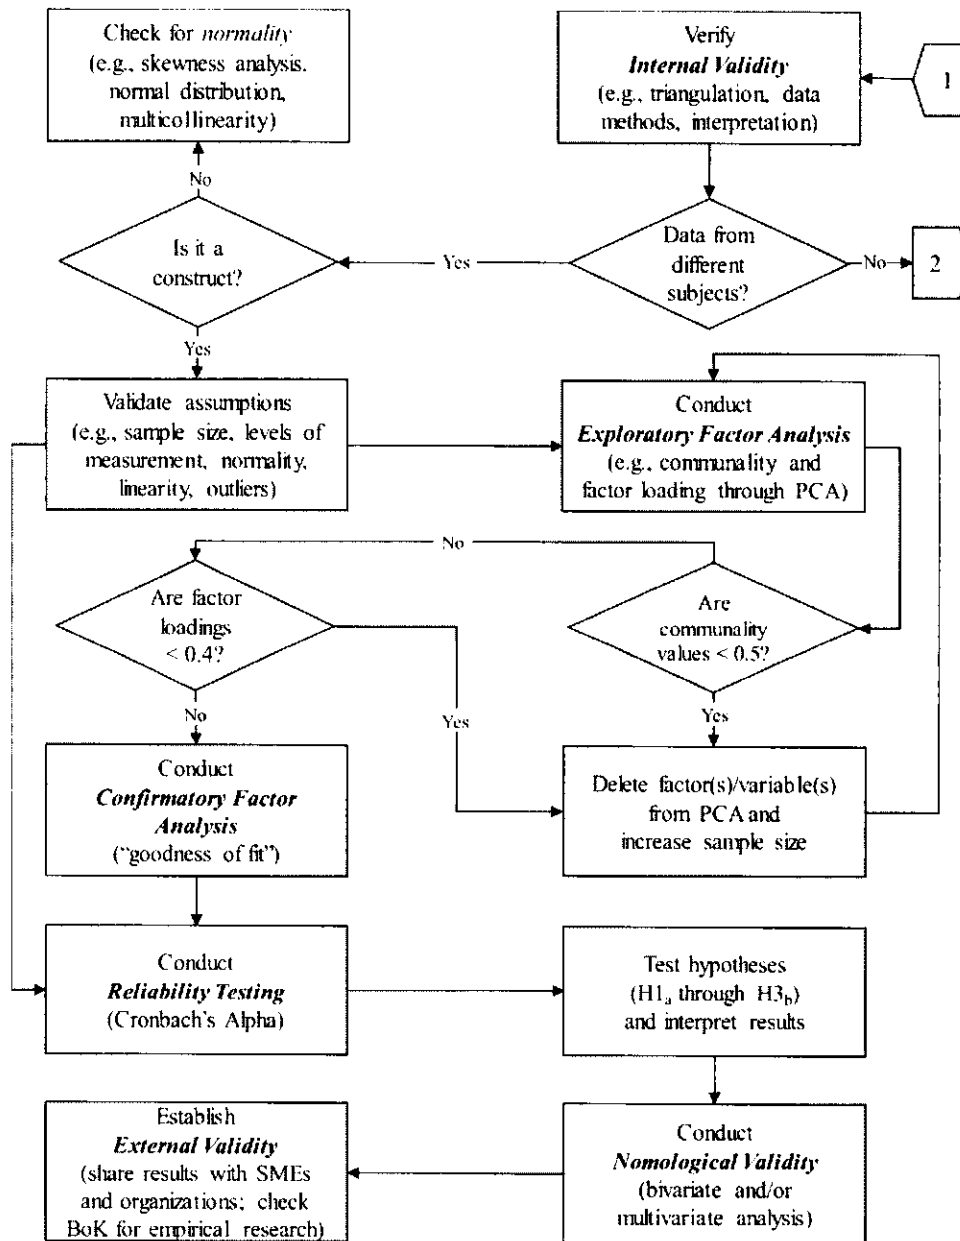 Check for normality
(e.g., skewness analysis.
normal distribution,
multicollinearity)
Verify
Internal Validity
(e.g., triangulation, data
methods, interpretation)
1
No
Is it a
construct?
Yes
Data from
different
subjects?
No
2
Yes
Validate assumptions
(e.g., sample size, levels of
measurement, normality,
linearity, outliers)
Conduct
Exploratory Factor Analysis
(e.g., communality and
factor loading through PCA)
No
Are factor
loadings
< 0.4?
Are
communality
values < 0.5?
No
Yes
Yes
Conduct
Confirmatory Factor
Analysis
(“goodness of fit”)
Delete factor(s)/variable(s)
from PCA and
increase sample size
Conduct
Reliability Testing
(Cronbach's Alpha)
Test hypotheses
(H1a through H3b)
and interpret results
Establish
External Validity
(share results with SMEs
and organizations; check
BoK for empirical research)
Conduct
Nomological Validity
(bivariate and/or
multivariate analysis)